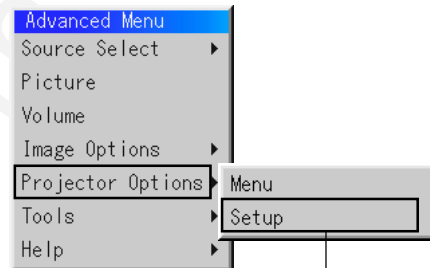 Advanced Menu
Source Select
Picture
Volume
Image Options
Projector Options
Menu
Tools
Setup
Help